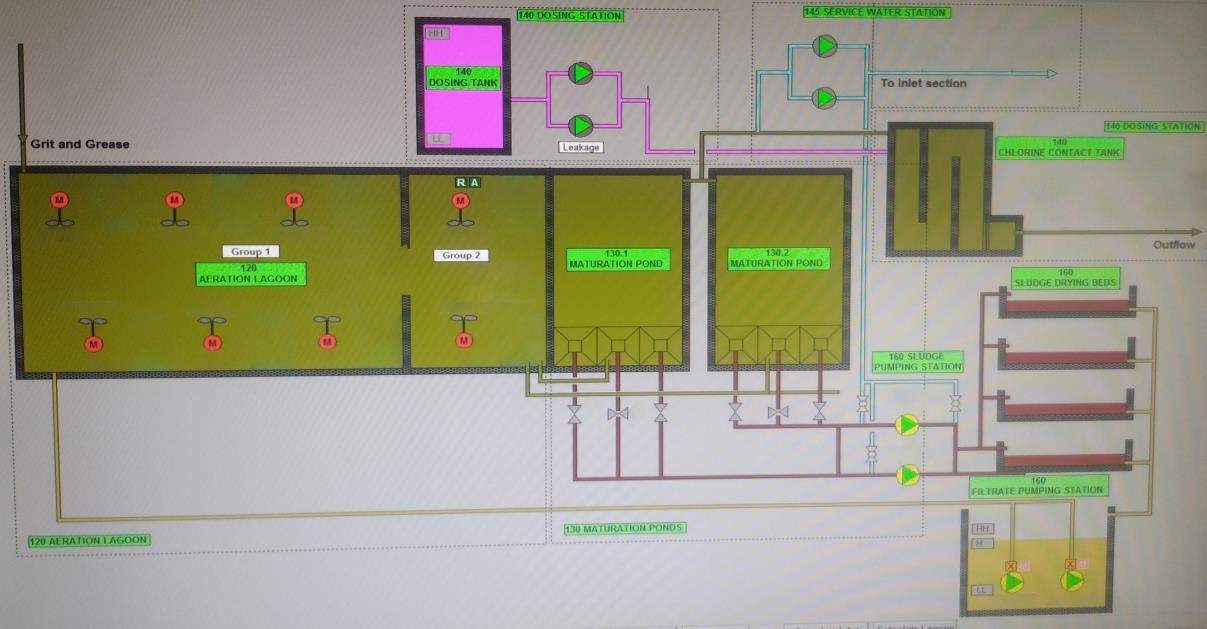 140 DOSING STATION
145 SERVICE WATER STATION
HH
140
DOSING TANK
LL
Leakage
To inlet section
140 DOSING STATION
140
CHLORINE CONTACT TANK
Grit and Grease
M
M
M
R A
M
Group 1
120
AERATION LAGOON
Group 2
130.1
MATURATION POND
130.2
MATURATION POND
Outflow
160
SLUDGE DRYING BEDS
M
M
M
M
160 SLUDGE
PUMPING STATION
160
FILTRATE PUMPING STATION
130 MATURATION PONDS
120 AERATION LAGOON
HH
H
LL
X M
X M